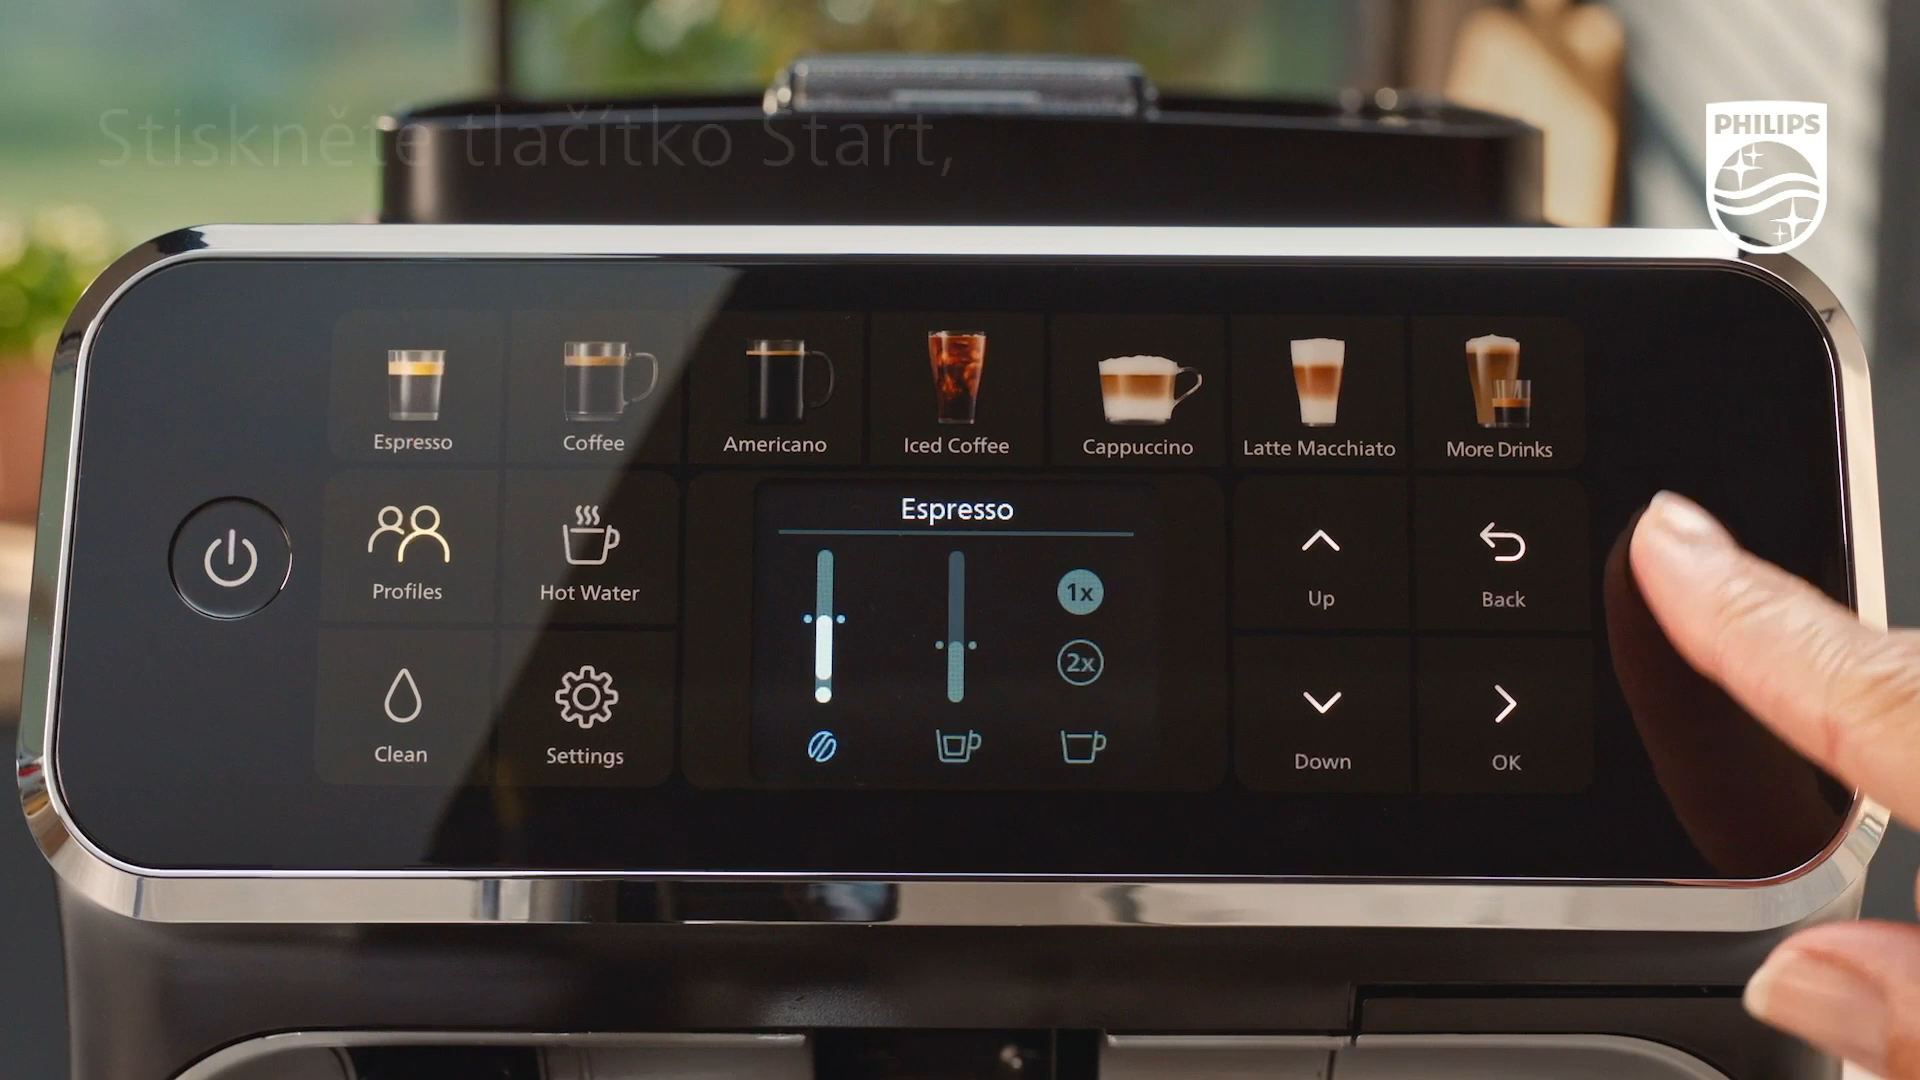 Stiskněte tlačítko Start,
PHILIPS
Espresso
Coffee
Americano
Iced Coffee
Cappuccino
Latte Macchiato
More Drinks
Profiles
Hot Water
Espresso
1x
2x
Up
Back
Clean
Settings
Down
OK